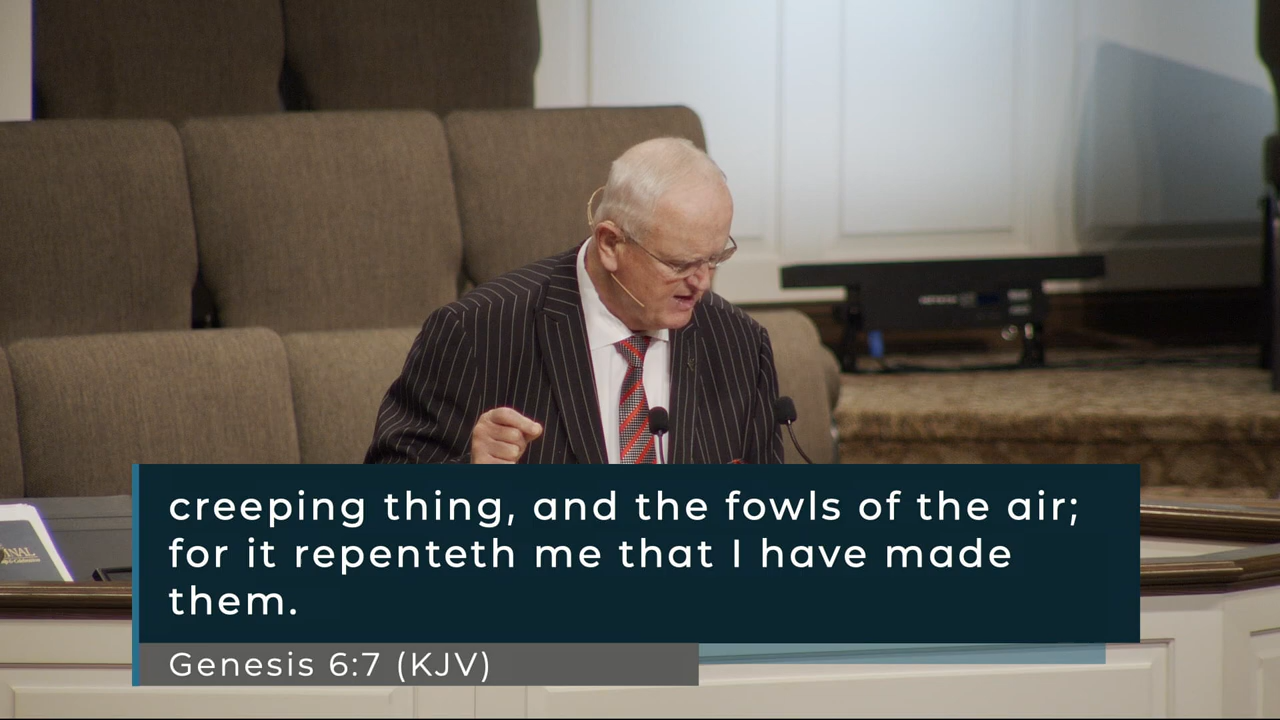 creeping thing, and the fowls of the air;
for it repenteth me that I have made
them.
Genesis 6:7 (KJV)